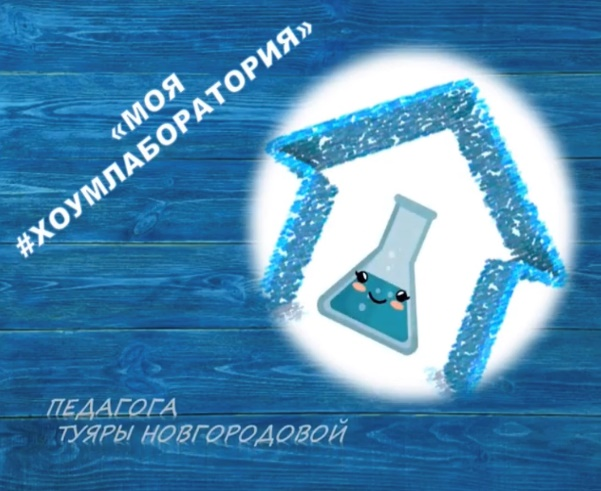 «МОЯ
#ХОУМЛАБОРАТОРИЯ»
ПЕДАГОГА
ТУЯРЫ НОВГОРОДОВОЙ